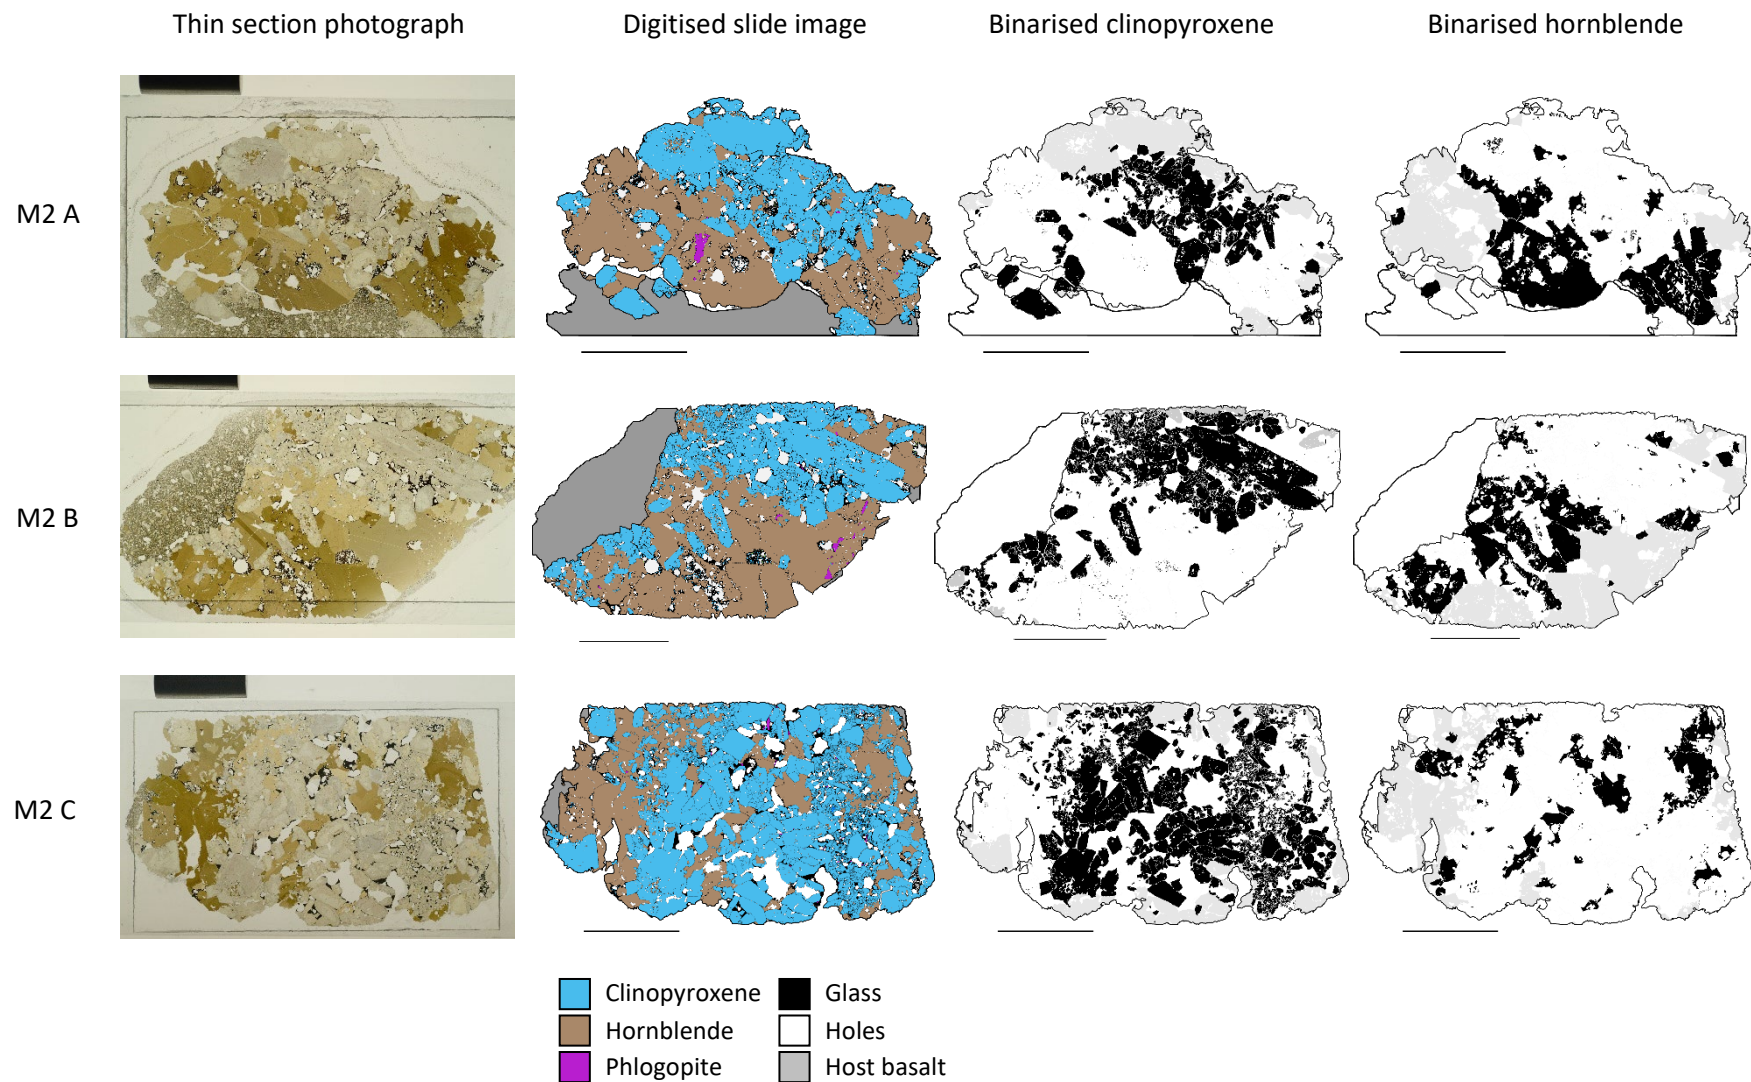 Thin section photograph Digitised slide image Binarised clinopyroxene Binarised hornblende
M2 A
M2 B
M2 C
Clinopyroxene Glass
Hornblende Holes
Phlogopite Host basalt